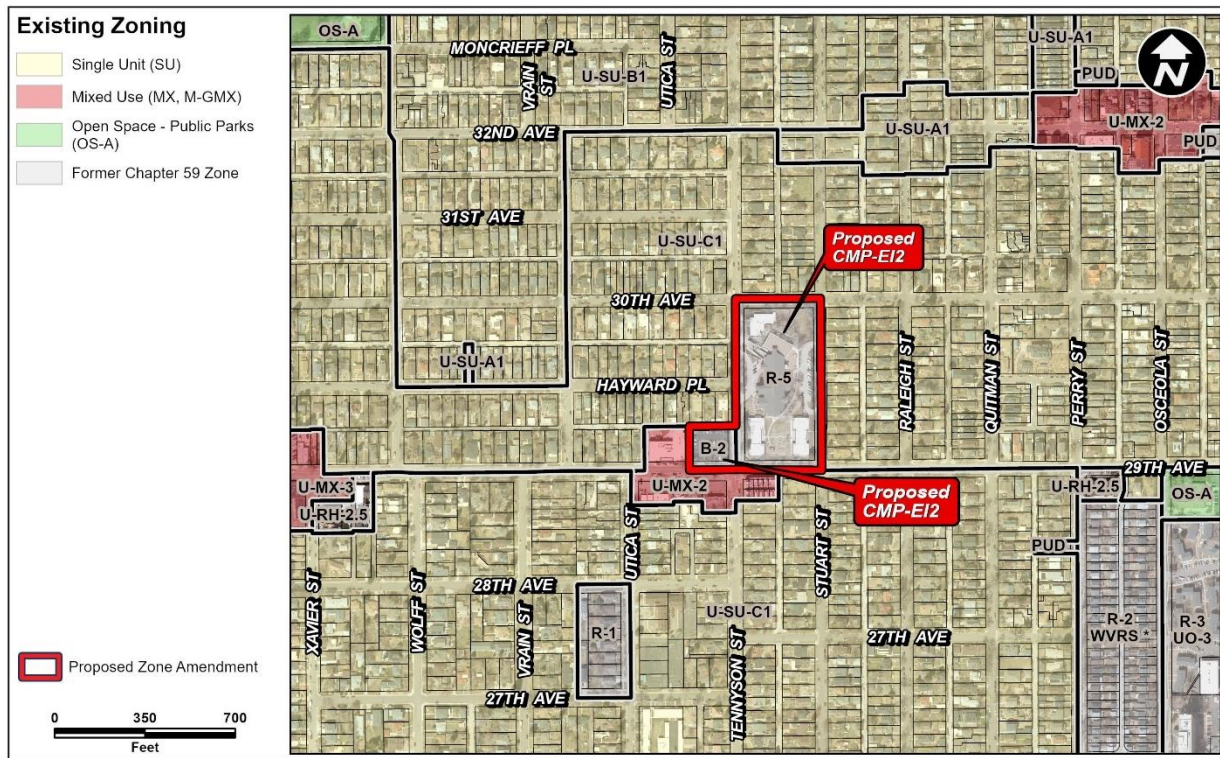 Existing Zoning
Single Unit (SU)
Mixed Use (MX, M-GMX)
Open Space - Public Parks
(OS-A)
Former Chapter 59 Zone
Proposed Zone Amendment
0 350 700
Feet
OS-A
MONCRIEFF PL
VRAIN ST
U-SU-B1
UTICA ST
U-SU-A1
PUD
N
32ND AVE
U-SU-A1
U-MX-2
PUD
31ST AVE
U-SU-C1
Proposed
CMP-EI2
30TH AVE
U-SU-A1
HAYWARD PL
R-5
RALEIGH ST
QUITMAN ST
PERRY ST
OSCEOLA ST
B-2
U-MX-2
29TH AVE
U-MX-3
U-RH-2.5
Proposed
CMP-EI2
U-RH-2.5
OS-A
PUD
XAVIER ST
WOLFF ST
28TH AVE
VRAIN ST
UTICA ST
R-1
U-SU-C1
TENNYSON ST
STUART ST
27TH AVE
R-2
WVRS *
R-3
UO-3
27TH AVE